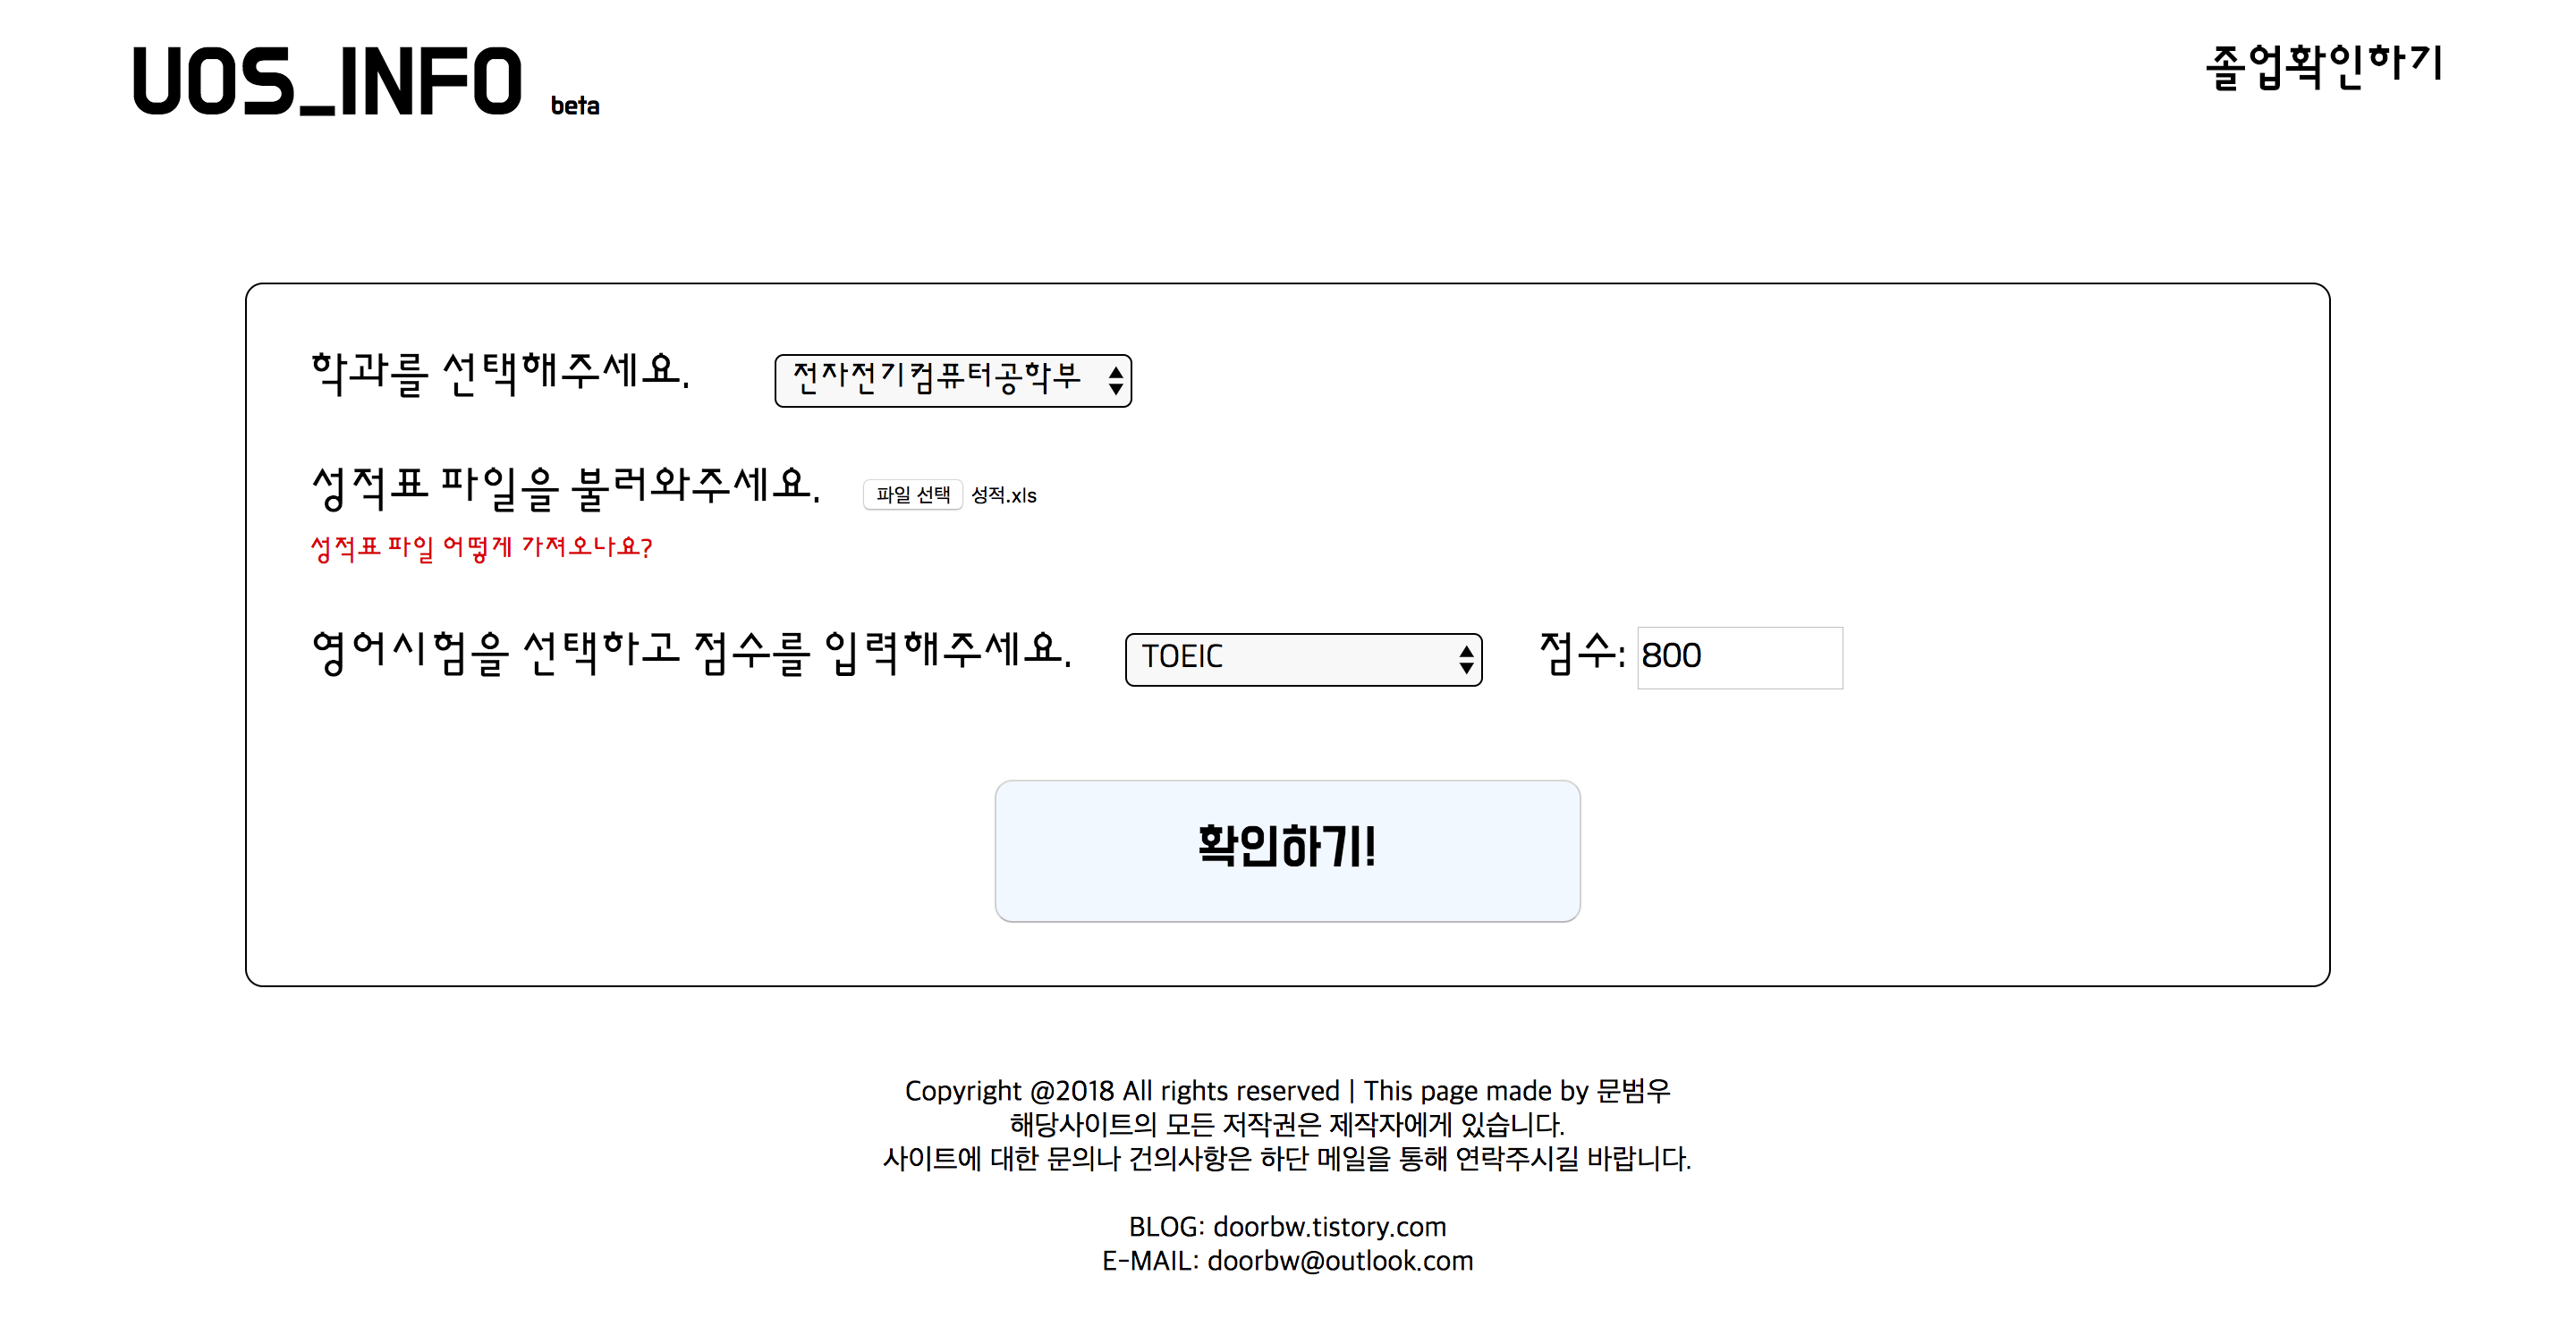 UOS_INFO beta
졸업확인하기
학과를 선택해주세요. 전자전기컴퓨터공학부
성적표 파일을 불러와주세요. 파일 선택 성적.xls
성적표 파일 어떻게 가져오나요?
영어시험을 선택하고 점수를 입력해주세요. TOEIC 점수: 800
확인하기!
Copyright @2018 All rights reserved | This page made by 문범우
해당사이트의 모든 저작권은 제작자에게 있습니다.
사이트에 대한 문의나 건의사항은 하단 메일을 통해 연락주시길 바랍니다.
BLOG: doorbw.tistory.com
E-MAIL: doorbw@outlook.com